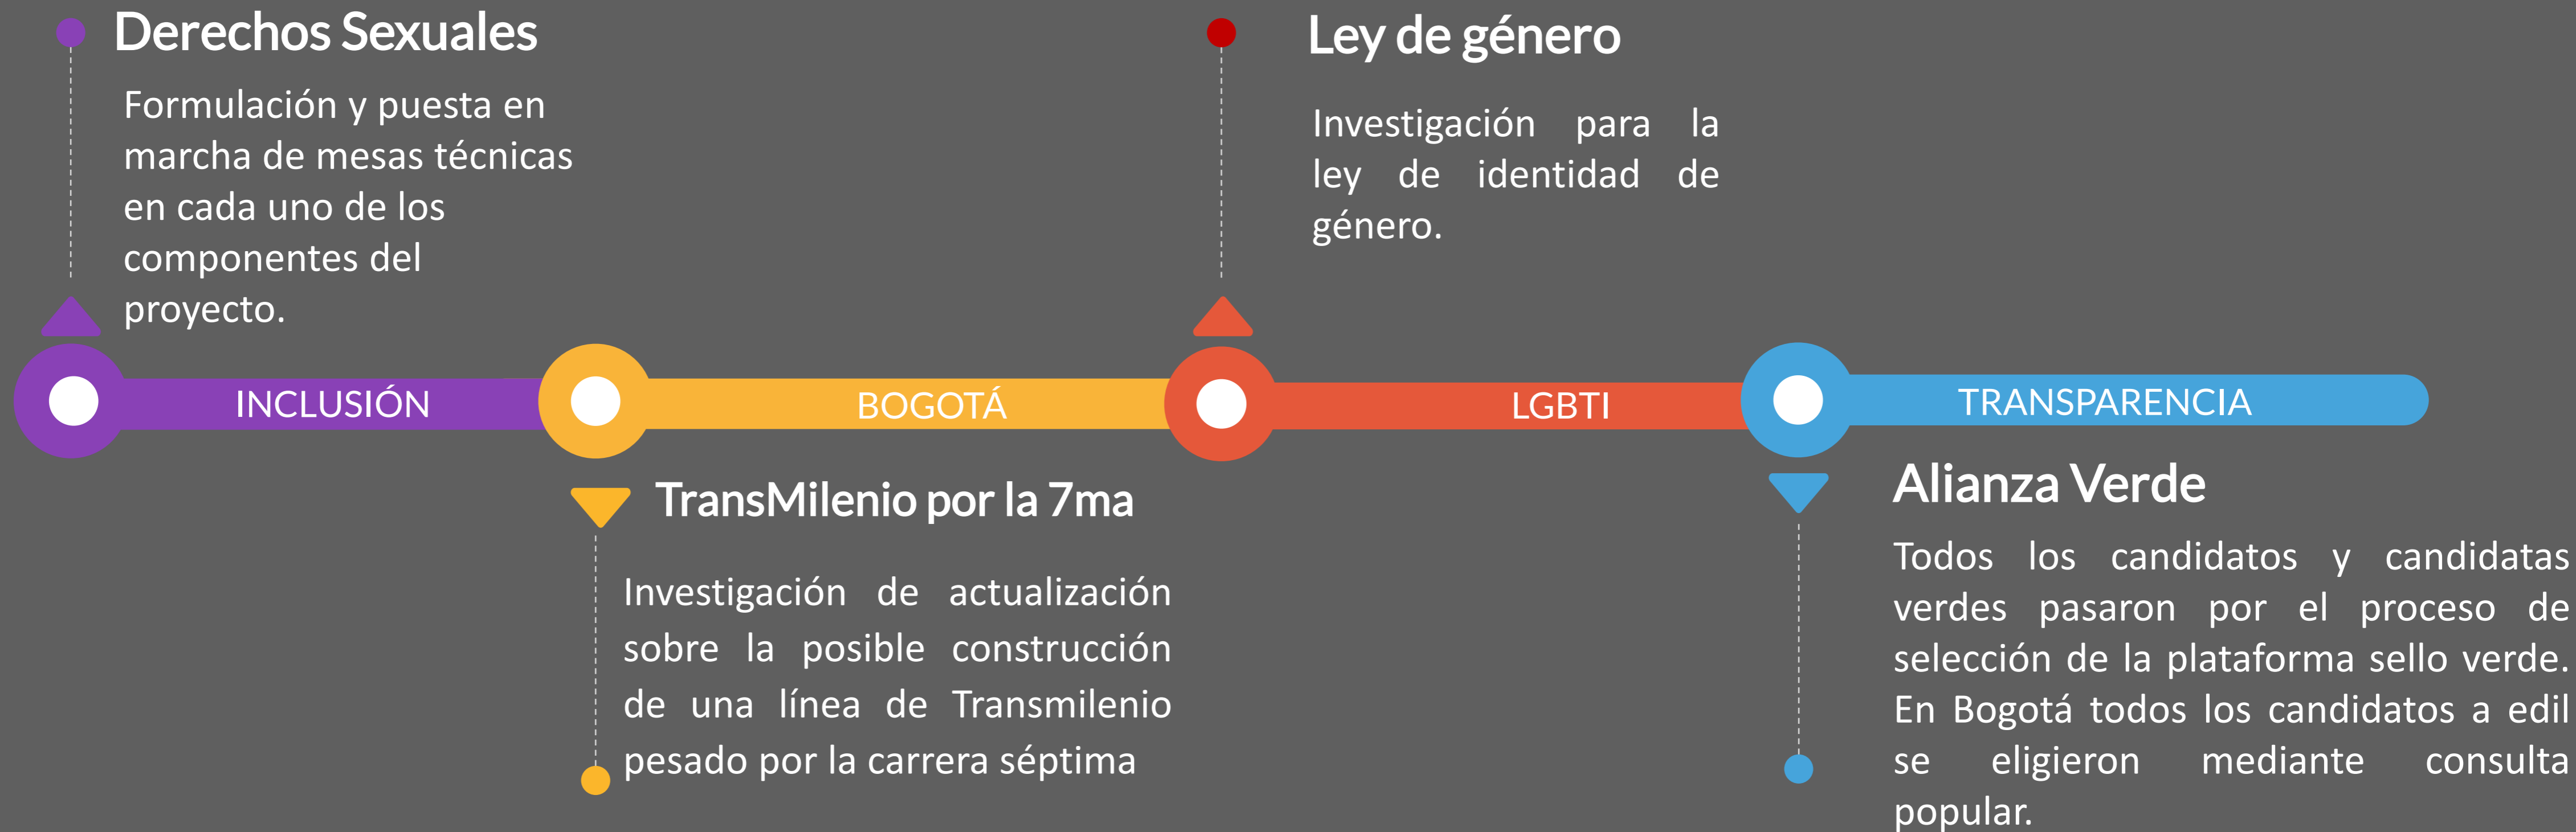 Derechos Sexuales
Formulación y puesta en
marcha de mesas técnicas
en cada uno de los
componentes del
proyecto.
Ley de género
Investigación para la
ley de identidad de
género.
INCLUSIÓN
BOGOTÁ
LGBTI
TRANSPARENCIA
TransMilenio por la 7ma
Investigación de actualización
sobre la posible construcción
de una línea de Transmilenio
pesado por la carrera séptima
Alianza Verde
Todos los candidatos y candidatas
verdes pasaron por el proceso de
selección de la plataforma sello verde.
En Bogotá todos los candidatos a edil
se eligieron mediante consulta
popular.